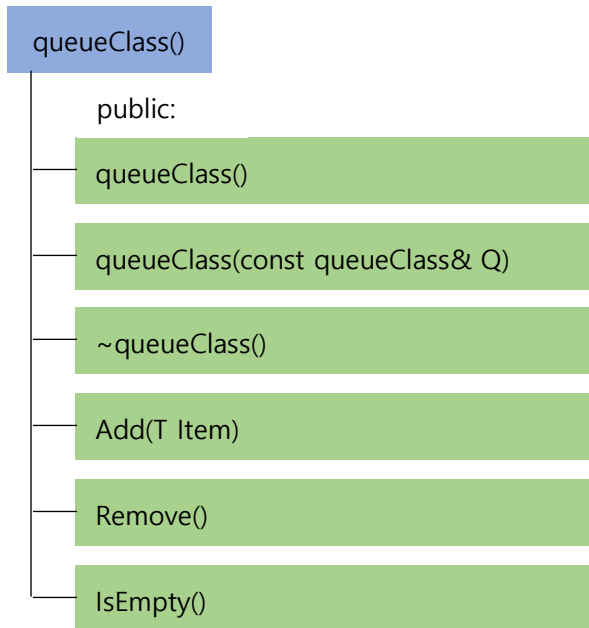 queueClass()
public:
queueClass()
queueClass(const queueClass& Q)
~queueClass()
Add(T Item)
Remove()
IsEmpty()